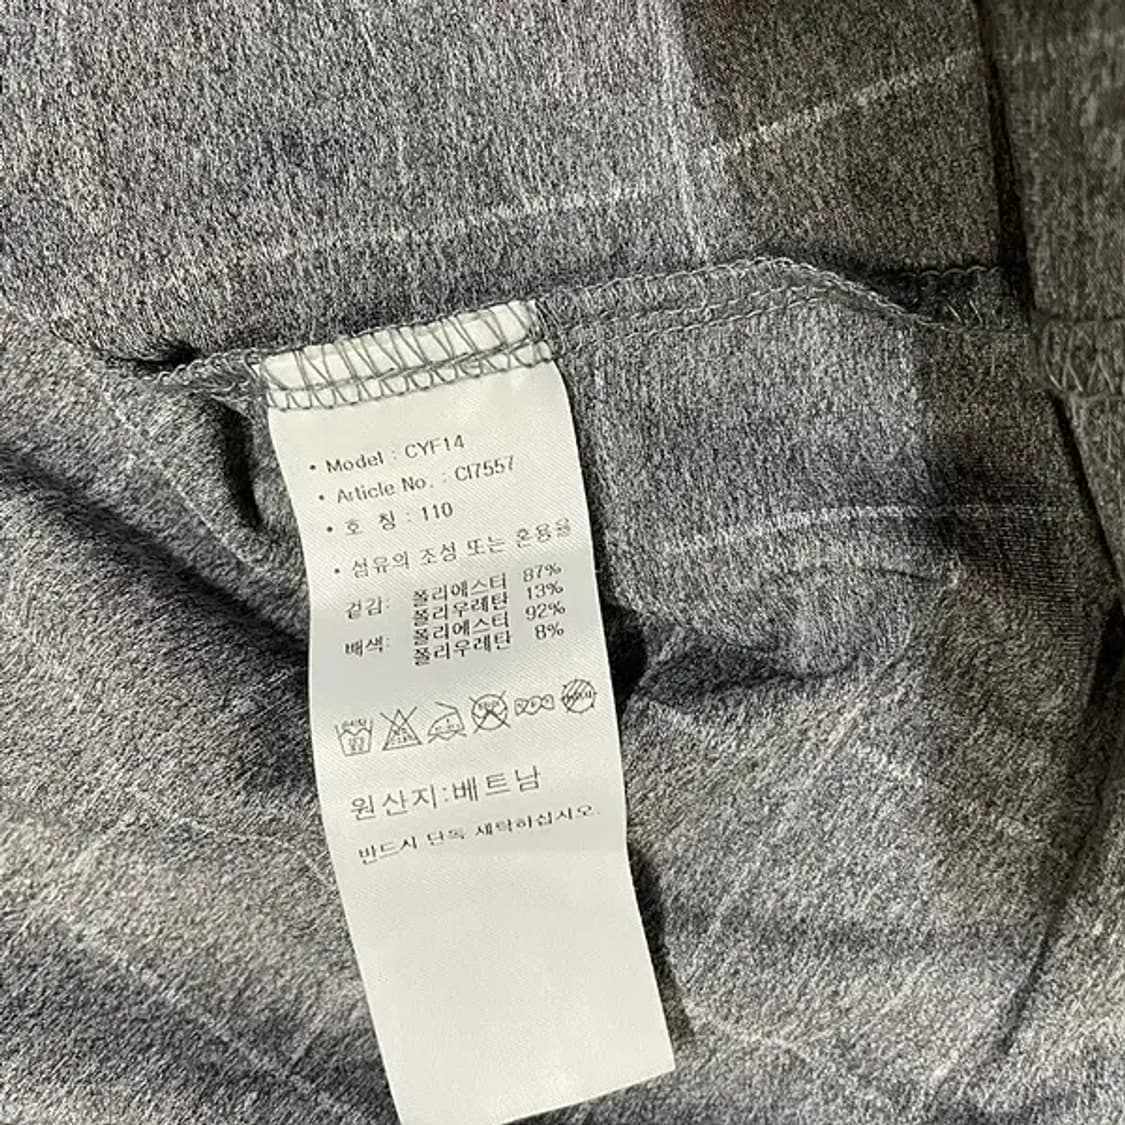 • Model : CYF14
• Article No. : CI7557
• 호 칭 : 110
• 섬유의 조성 또는 혼용율
겉감: 폴리에스터 87%
폴리우레탄 13%
배색: 폴리에스터 92%
폴리우레탄 8%
원산지:베트남
반드시 단독 세탁하십시오.